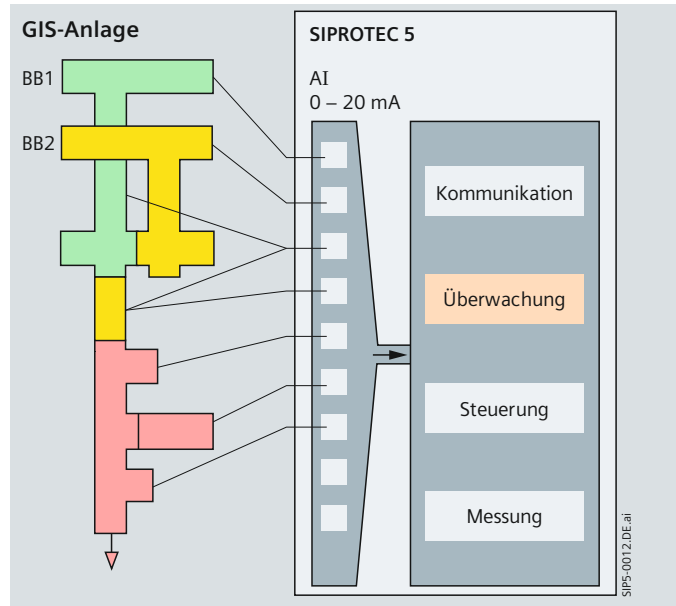 GIS-Anlage
BB1
BB2
SIPROTEC 5
AI
0 – 20 mA
Kommunikation
Überwachung
Steuerung
Messung
SIP5-0012.DE.ai